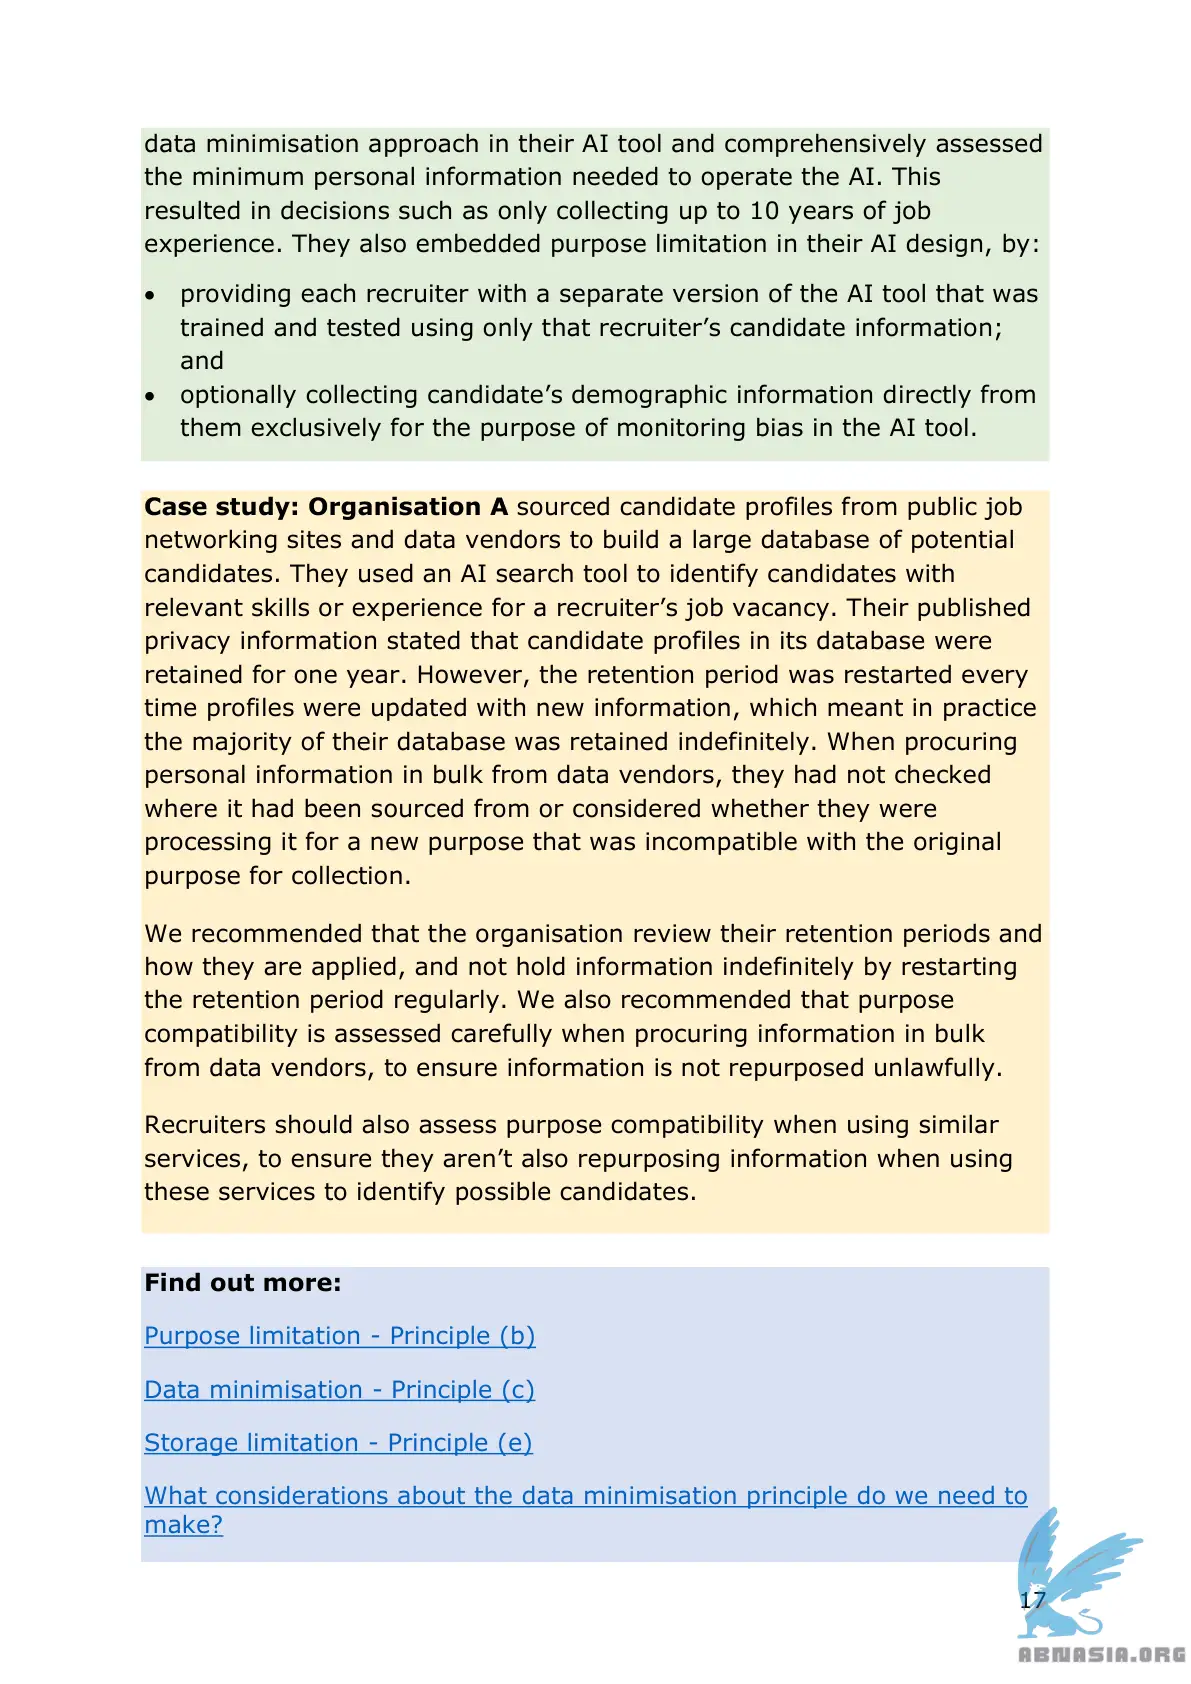 data minimisation approach in their AI tool and comprehensively assessed
the minimum personal information needed to operate the AI. This
resulted in decisions such as only collecting up to 10 years of job
experience. They also embedded purpose limitation in their AI design, by:
• providing each recruiter with a separate version of the AI tool that was
trained and tested using only that recruiter’s candidate information;
and
• optionally collecting candidate’s demographic information directly from
them exclusively for the purpose of monitoring bias in the AI tool.
Case study: Organisation A sourced candidate profiles from public job
networking sites and data vendors to build a large database of potential
candidates. They used an AI search tool to identify candidates with
relevant skills or experience for a recruiter’s job vacancy. Their published
privacy information stated that candidate profiles in its database were
retained for one year. However, the retention period was restarted every
time profiles were updated with new information, which meant in practice
the majority of their database was retained indefinitely. When procuring
personal information in bulk from data vendors, they had not checked
where it had been sourced from or considered whether they were
processing it for a new purpose that was incompatible with the original
purpose for collection.
We recommended that the organisation review their retention periods and
how they are applied, and not hold information indefinitely by restarting
the retention period regularly. We also recommended that purpose
compatibility is assessed carefully when procuring information in bulk
from data vendors, to ensure information is not repurposed unlawfully.
Recruiters should also assess purpose compatibility when using similar
services, to ensure they aren’t also repurposing information when using
these services to identify possible candidates.
Find out more:
Purpose limitation - Principle (b)
Data minimisation - Principle (c)
Storage limitation - Principle (e)
What considerations about the data minimisation principle do we need to
make?
17
ABNASIA.ORG